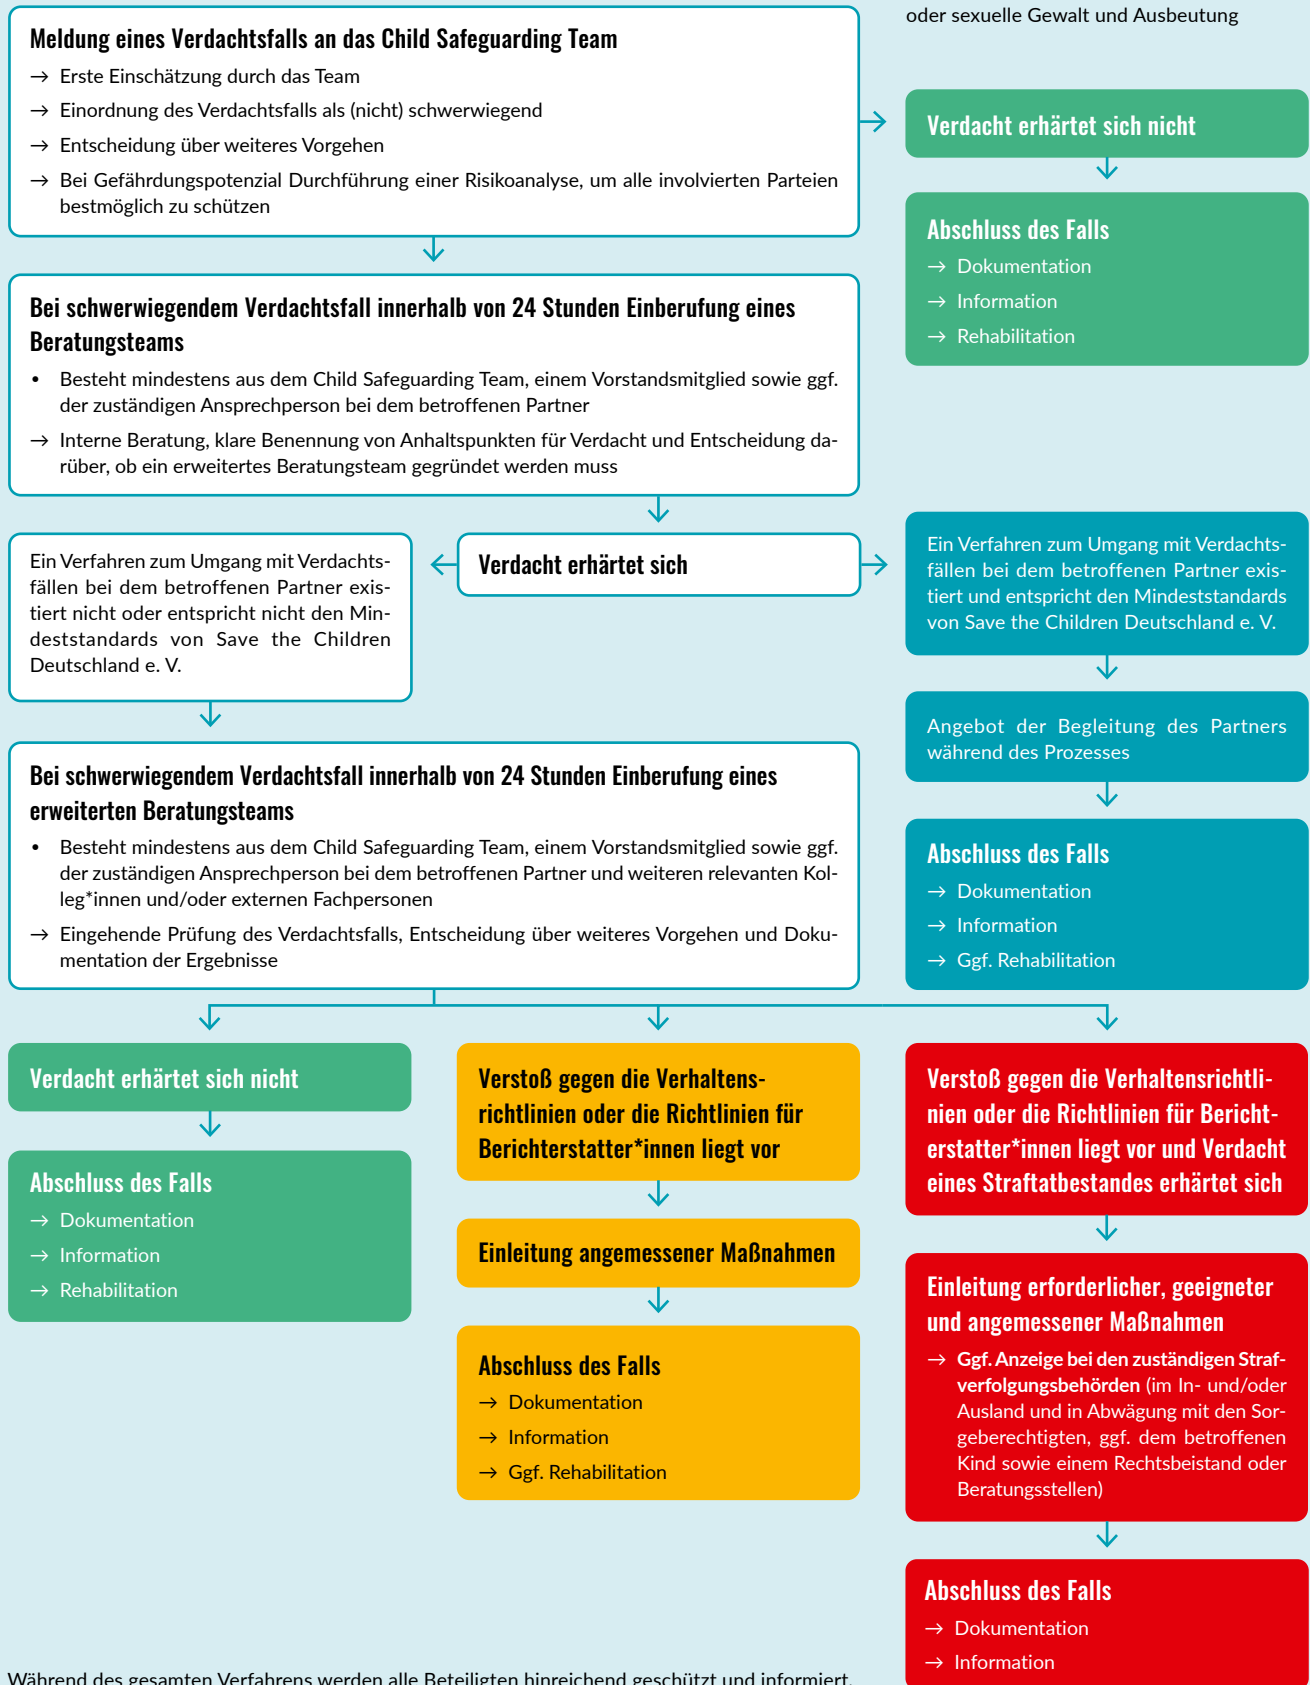 oder sexuelle Gewalt und Ausbeutung
Meldung eines Verdachtsfalls an das Child Safeguarding Team
→ Erste Einschätzung durch das Team
→ Einordnung des Verdachtsfalls als (nicht) schwerwiegend
→ Entscheidung über weiteres Vorgehen
→ Bei Gefährdungspotenzial Durchführung einer Risikoanalyse, um alle involvierten Parteien
bestmöglich zu schützen
Verdacht erhärtet sich nicht
Abschluss des Falls
→ Dokumentation
→ Information
→ Rehabilitation
Bei schwerwiegendem Verdachtsfall innerhalb von 24 Stunden Einberufung eines
Beratungsteams
• Besteht mindestens aus dem Child Safeguarding Team, einem Vorstandsmitglied sowie ggf.
der zuständigen Ansprechperson bei dem betroffenen Partner
→ Interne Beratung, klare Benennung von Anhaltspunkten für Verdacht und Entscheidung da-
rüber, ob ein erweitertes Beratungsteam gegründet werden muss
Verdacht erhärtet sich
Ein Verfahren zum Umgang mit Verdachts-
fällen bei dem betroffenen Partner exis-
tiert nicht oder entspricht nicht den Min-
deststandards von Save the Children
Deutschland e. V.
Ein Verfahren zum Umgang mit Verdachts-
fällen bei dem betroffenen Partner exis-
tiert und entspricht den Mindeststandards
von Save the Children Deutschland e. V.
Angebot der Begleitung des Partners
während des Prozesses
Abschluss des Falls
→ Dokumentation
→ Information
→ Ggf. Rehabilitation
Bei schwerwiegendem Verdachtsfall innerhalb von 24 Stunden Einberufung eines
erweiterten Beratungsteams
• Besteht mindestens aus dem Child Safeguarding Team, einem Vorstandsmitglied sowie ggf.
der zuständigen Ansprechperson bei dem betroffenen Partner und weiteren relevanten Kol-
leg*innen und/oder externen Fachpersonen
→ Eingehende Prüfung des Verdachtsfalls, Entscheidung über weiteres Vorgehen und Doku-
mentation der Ergebnisse
Verdacht erhärtet sich nicht
Abschluss des Falls
→ Dokumentation
→ Information
→ Rehabilitation
Verstoß gegen die Verhaltens-
richtlinien oder die Richtlinien für
Berichterstatter*innen liegt vor
Einleitung angemessener Maßnahmen
Abschluss des Falls
→ Dokumentation
→ Information
→ Ggf. Rehabilitation
Verstoß gegen die Verhaltensrichtli-
nien oder die Richtlinien für Bericht-
erstatter*innen liegt vor und Verdacht
eines Straftatbestandes erhärtet sich
Einleitung erforderlicher, geeigneter
und angemessener Maßnahmen
→ Ggf. Anzeige bei den zuständigen Straf-
verfolgungsbehörden (im In- und/oder
Ausland und in Abwägung mit den Sor-
geberechtigten, ggf. dem betroffenen
Kind sowie einem Rechtsbeistand oder
Beratungsstellen)
Abschluss des Falls
→ Dokumentation
→ Information
Während des gesamten Verfahrens werden alle Beteiligten hinreichend geschützt und informiert.